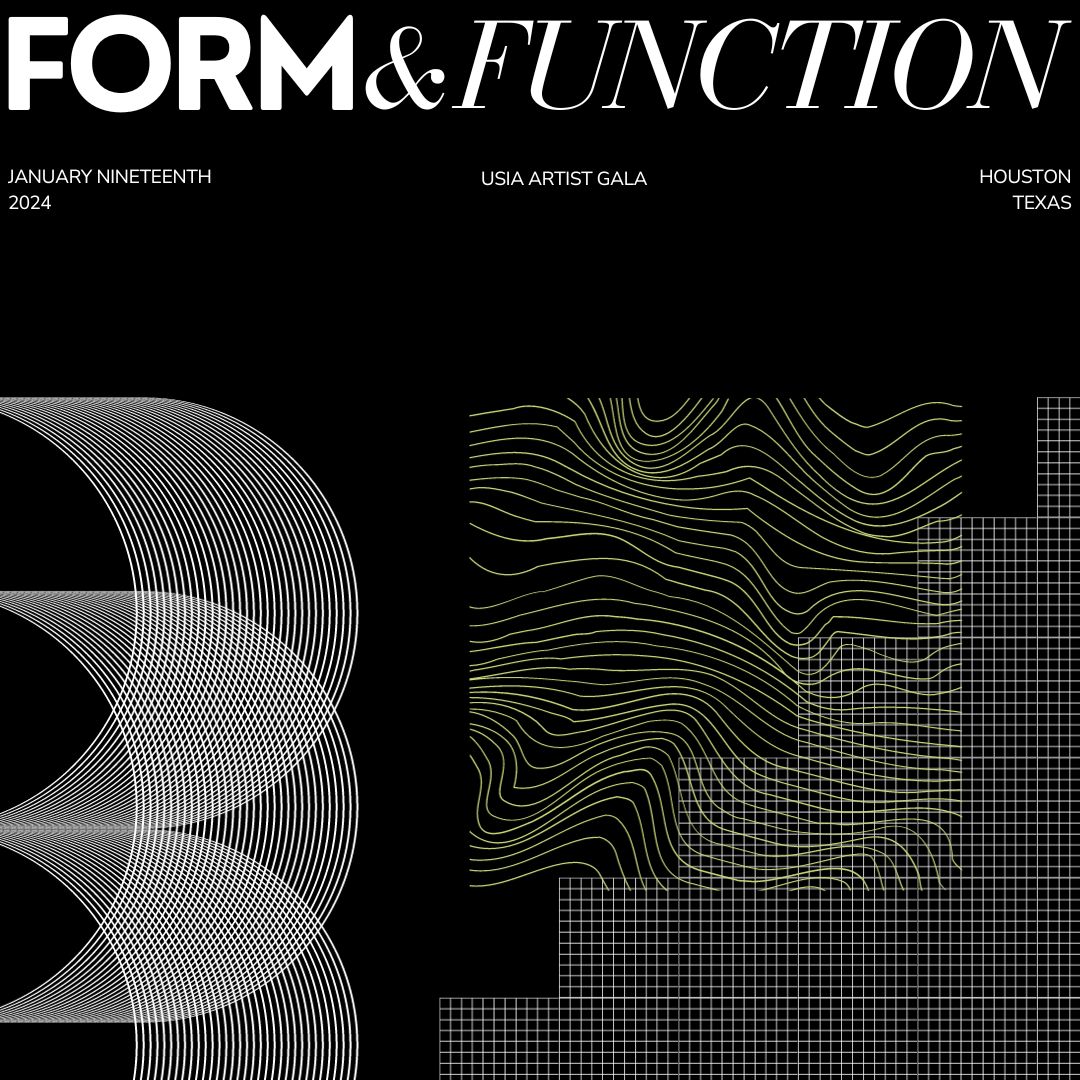 FORM & FUNCTION
JANUARY NINETEENTH
2024
USIA ARTIST GALA
HOUSTON
TEXAS